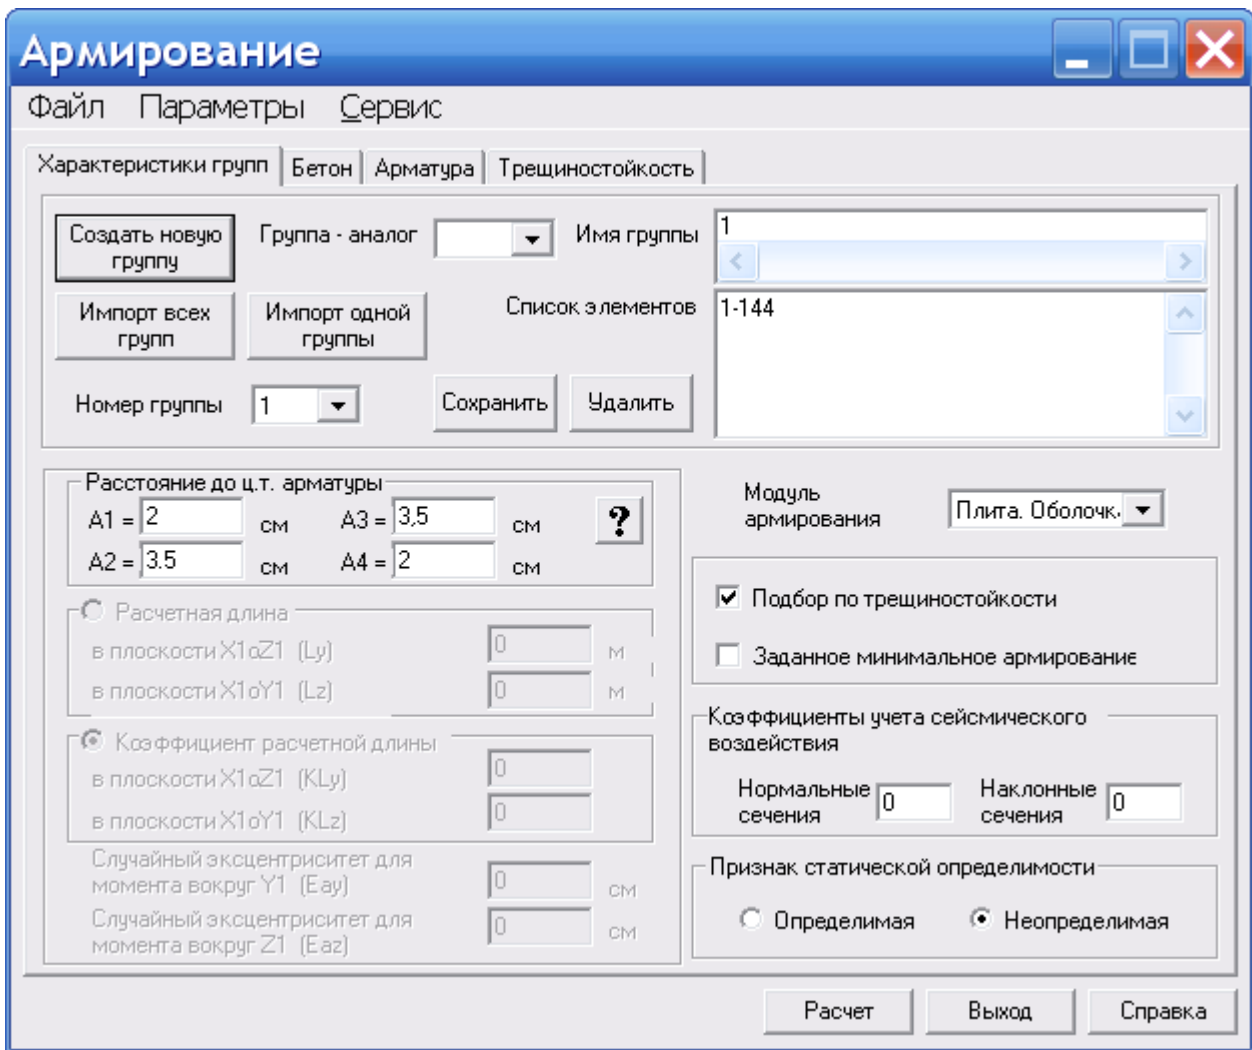 Армирование
Файл Параметры Сервис
Характеристики групп Бетон Арматура Трещиностойкость
Создать новую группу
Группа - аналог
Имя группы
1
Импорт всех групп
Импорт одной группы
Список элементов
1-144
Номер группы 1
Сохранить
Удалить
Расстояние до ц.т. арматуры
A1 = 2 см A3 = 3,5 см
?
A2 = 3.5 см A4 = 2 см
Расчетная длина
в плоскости X1oZ1 (Ly) 0 м
в плоскости X1oY1 (Lz) 0 м
Коэффициент расчетной длины
в плоскости X1oZ1 (KLy) 0
в плоскости X1oY1 (KLz) 0
Случайный эксцентриситет для
момента вокруг Y1 (Eay) 0 см
Случайный эксцентриситет для
момента вокруг Z1 (Eaz) 0 см
Модуль
армирования
Плита. Оболочк
Подбор по трещиностойкости
Заданное минимальное армирование
Коэффициенты учета сейсмического
воздействия
Нормальные
сечения
0
Наклонные
сечения
0
Признак статической определимости
Определимая Неопределимая
Расчет Выход Справка